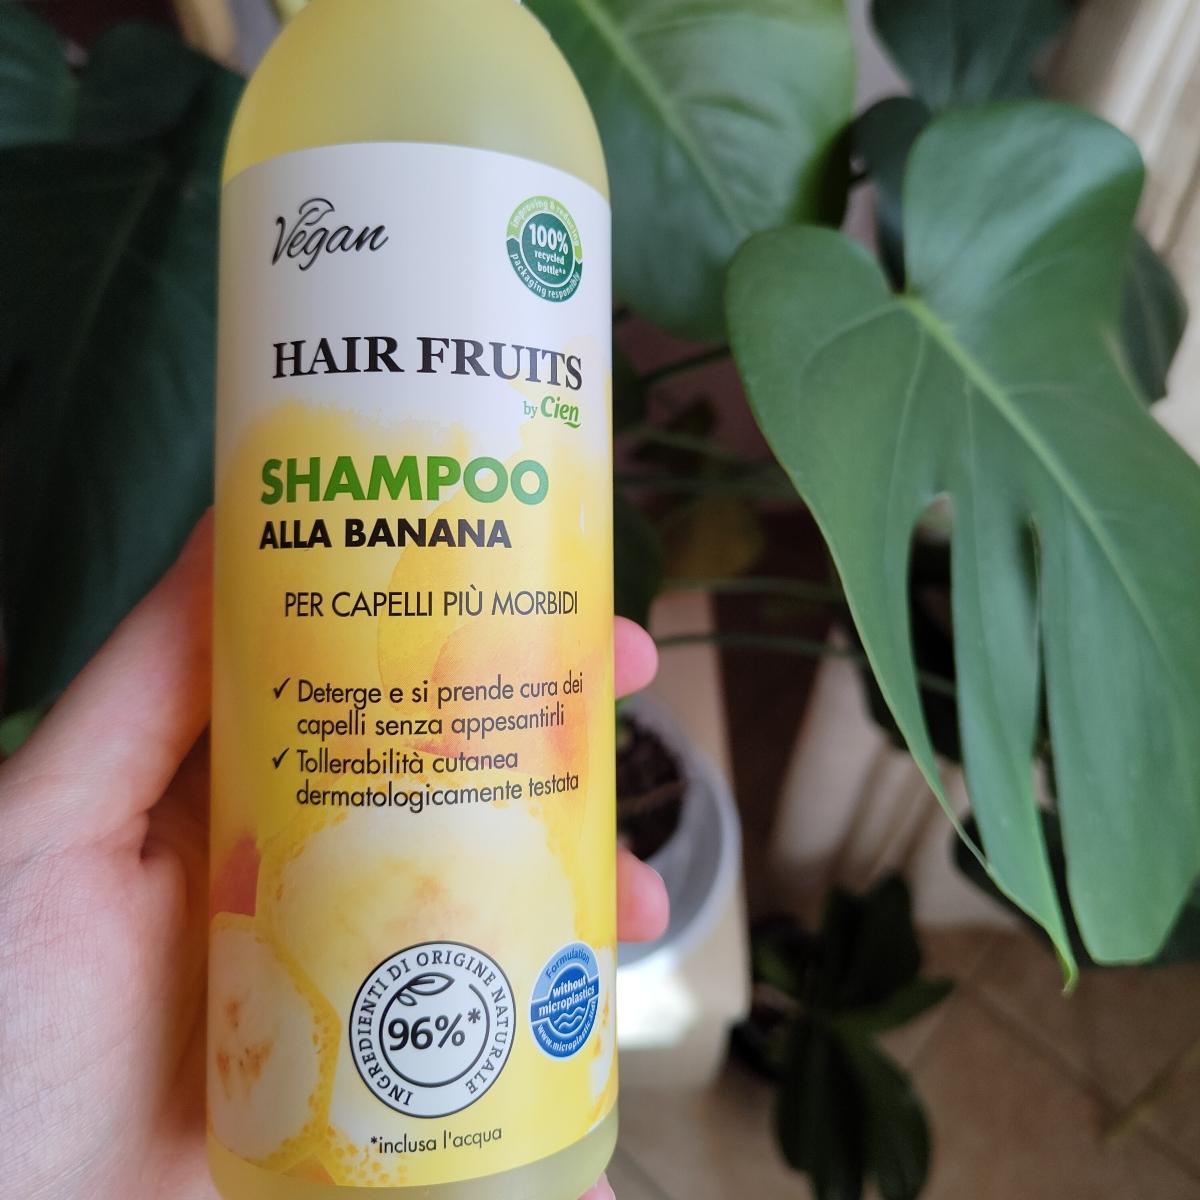 Vegan
improving & reducing
100%
recycled
bottle**
packaging responsibly
HAIR FRUITS
by Cien
SHAMPOO
ALLA BANANA
PER CAPELLI PIÙ MORBIDI
✓ Deterge e si prende cura dei
capelli senza appesantirli
✓ Tollerabilità cutanea
dermatologicamente testata
INGREDIENTI DI ORIGINE NATURALE
96%*
Formulation
without
microplastics
*inclusa l'acqua